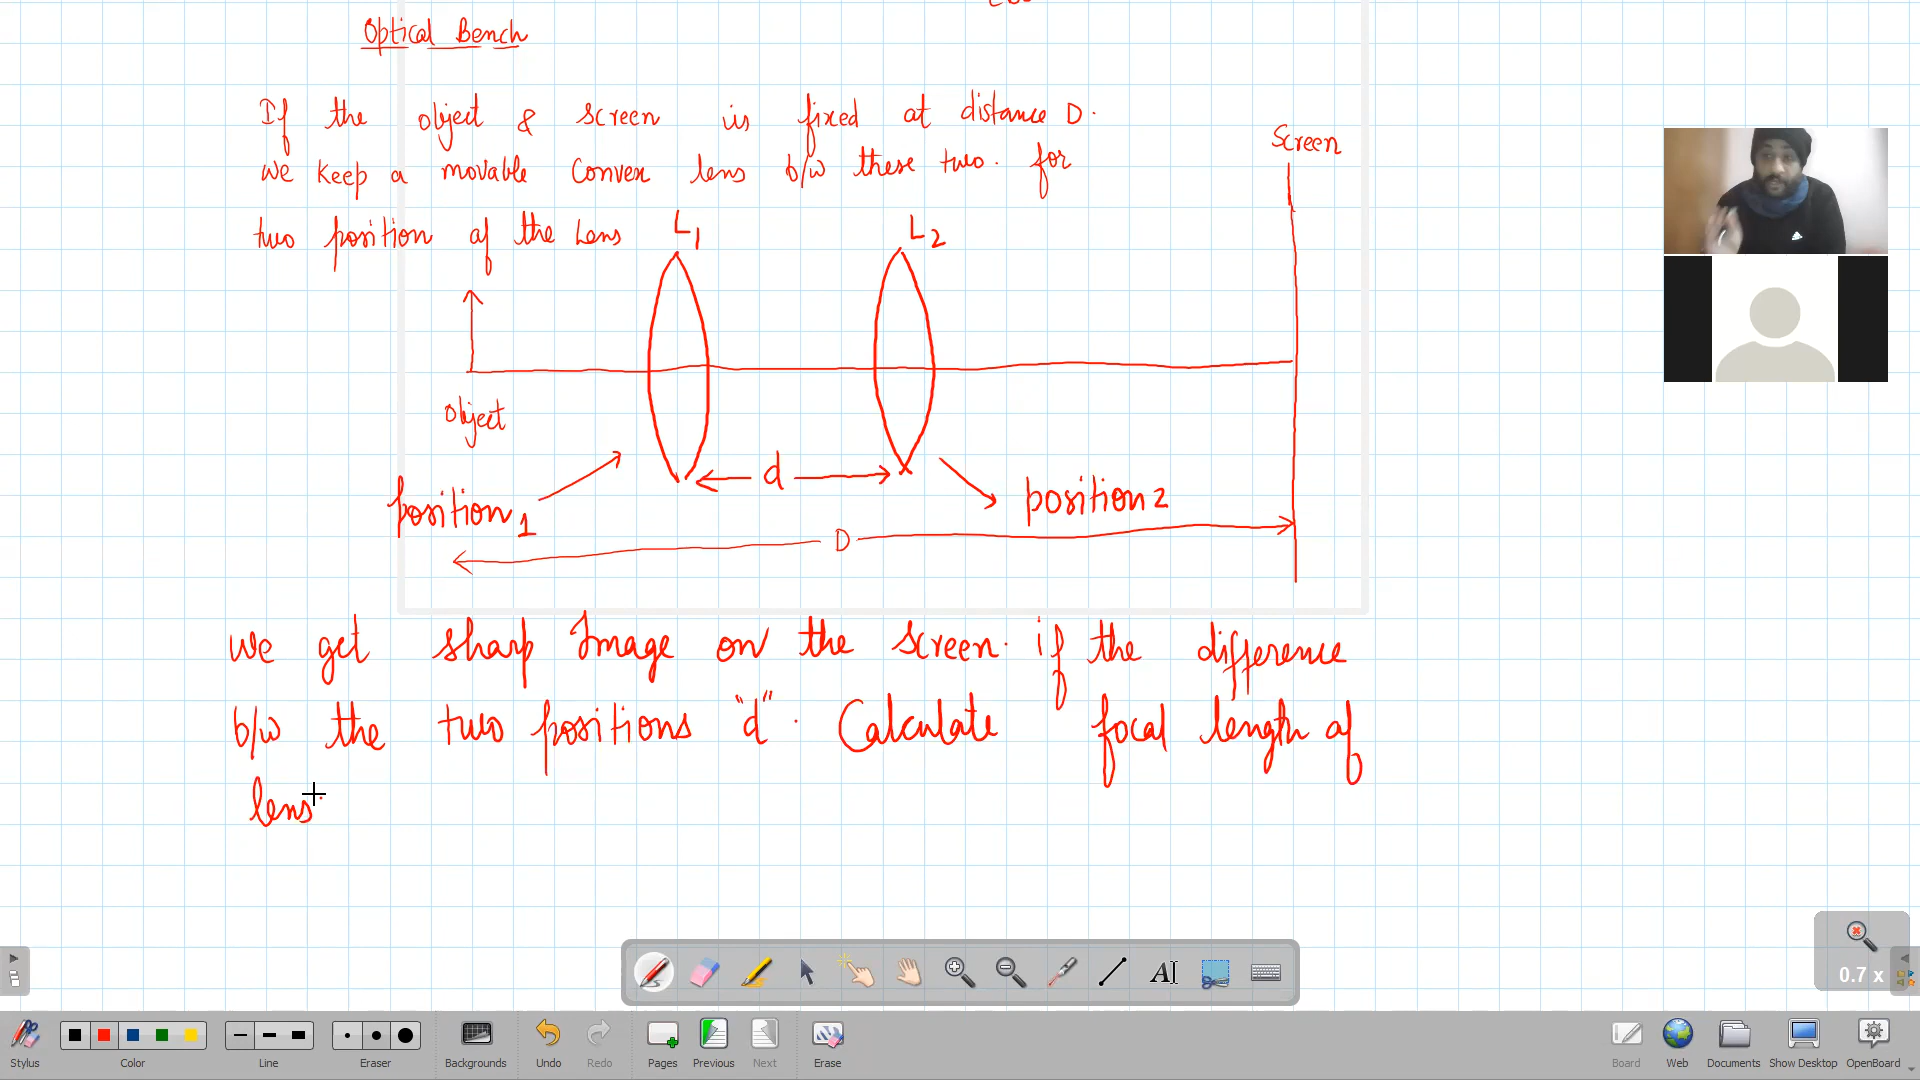 Optical Bench
If the object & screen is fixed at distance D.
we keep a movable convex lens b/w these two. for
two position of the lens
L1
L2
Screen
object
position 1
d
position 2
D
we get sharp Image on the screen. if the difference
b/w the two positions "d". Calculate focal length of
lens.
0.7 x
Stylus
Color
Line
Eraser
Backgrounds
Undo
Redo
Pages
Previous
Next
Erase
Board
Web
Documents
Show Desktop
OpenBoard